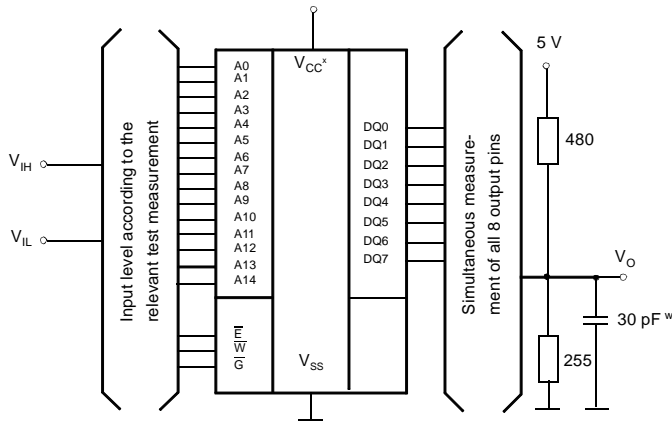 V_IH
V_IL
Input level according to the
relevant test measurement
A0
A1
A2
A3
A4
A5
A6
A7
A8
A9
A10
A11
A12
A13
A14
E
W
G
V_CC^x
V_SS
DQ0
DQ1
DQ2
DQ3
DQ4
DQ5
DQ6
DQ7
Simultaneous measure-
ment of all 8 output pins
5 V
480
V_O
30 pF^w
255